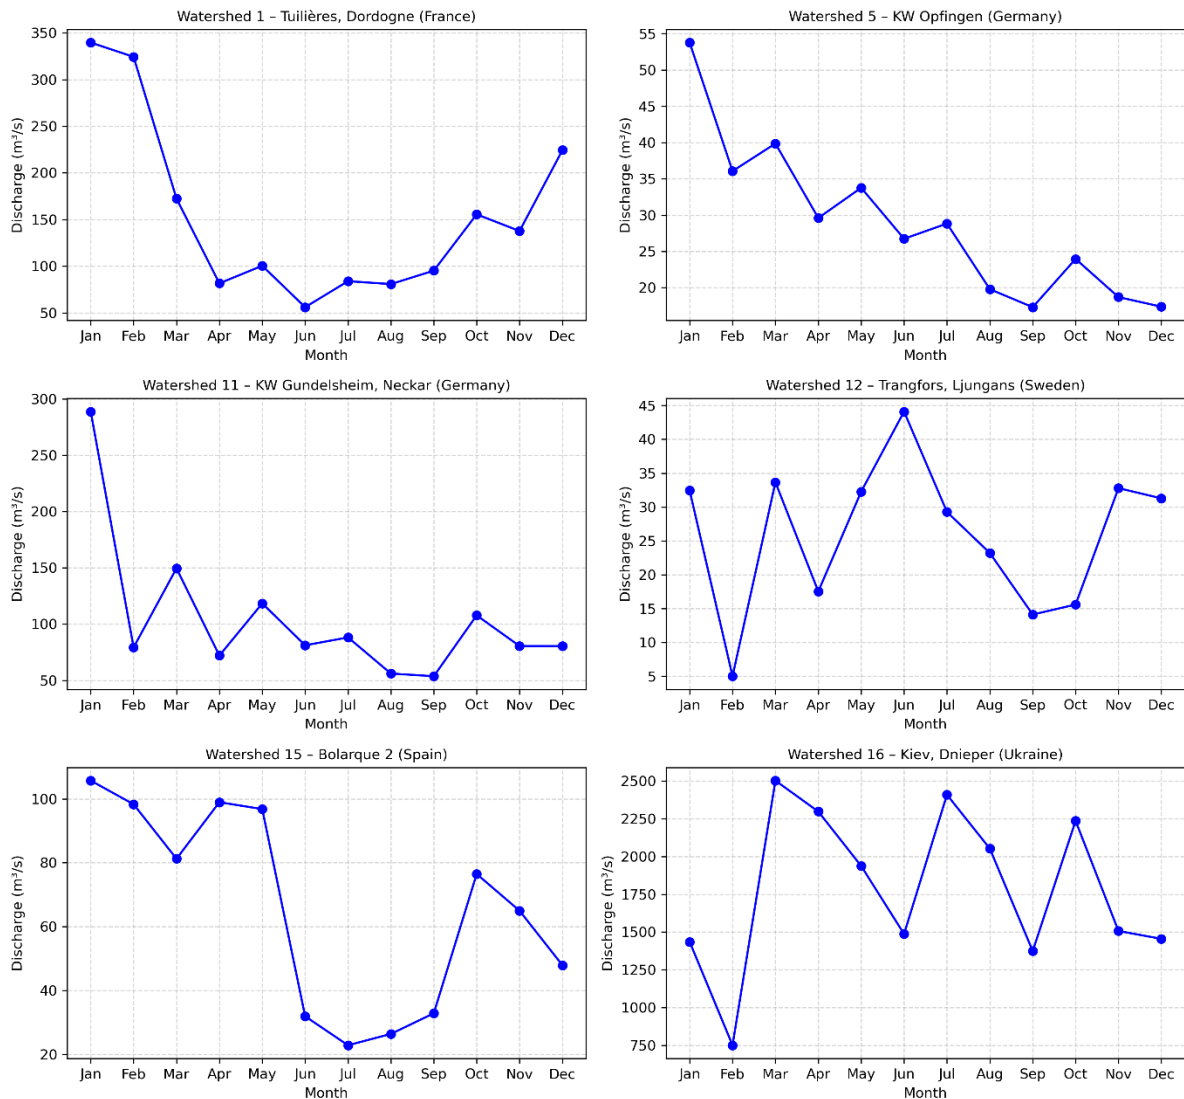 Watershed 1 – Tuilières, Dordogne (France)
Discharge (m³/s)
350
300
250
200
150
100
50
Jan Feb Mar Apr May Jun Jul Aug Sep Oct Nov Dec
Month
Watershed 5 – KW Opfingen (Germany)
Discharge (m³/s)
55
50
45
40
35
30
25
20
Jan Feb Mar Apr May Jun Jul Aug Sep Oct Nov Dec
Month
Watershed 11 – KW Gundelsheim, Neckar (Germany)
Discharge (m³/s)
300
250
200
150
100
50
Jan Feb Mar Apr May Jun Jul Aug Sep Oct Nov Dec
Month
Watershed 12 – Trangfors, Ljungans (Sweden)
Discharge (m³/s)
45
40
35
30
25
20
15
10
5
Jan Feb Mar Apr May Jun Jul Aug Sep Oct Nov Dec
Month
Watershed 15 – Bolarque 2 (Spain)
Discharge (m³/s)
100
80
60
40
20
Jan Feb Mar Apr May Jun Jul Aug Sep Oct Nov Dec
Month
Watershed 16 – Kiev, Dnieper (Ukraine)
Discharge (m³/s)
2500
2250
2000
1750
1500
1250
1000
750
Jan Feb Mar Apr May Jun Jul Aug Sep Oct Nov Dec
Month